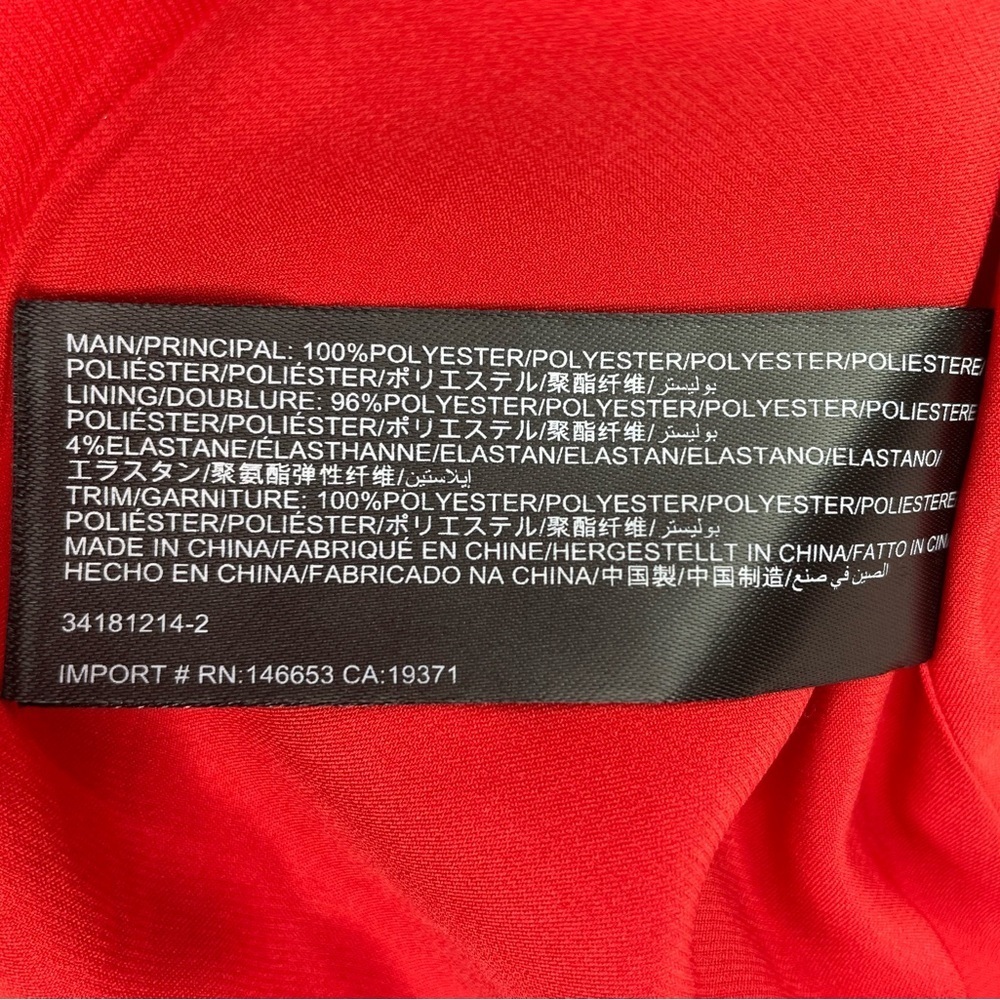 MAIN/PRINCIPAL: 100%POLYESTER/POLYESTER/POLYESTER/POLIESTERE/
POLIÉSTER/POLIÉSTER/ポリエステル/聚酯纤维/بوليستر
LINING/DOUBLURE: 96%POLYESTER/POLYESTER/POLYESTER/POLIESTERE
POLIÉSTER/POLIÉSTER/ポリエステル/聚酯纤维/بوليستر
4%ELASTANE/ÉLASTHANNE/ELASTAN/ELASTAN/ELASTANO/ELASTANO/
エラスタン/聚氨酯弹性纤维/إيلاستين
TRIM/GARNITURE: 100%POLYESTER/POLYESTER/POLYESTER/POLIESTERE
POLIÉSTER/POLIÉSTER/ポリエステル/聚酯纤维/بوليستر
MADE IN CHINA/FABRIQUÉ EN CHINE/HERGESTELLT IN CHINA/FATTO IN
HECHO EN CHINA/FABRICADO NA CHINA/中国製/中国制造/الصين في صنع
34181214-2
IMPORT # RN:146653 CA:19371